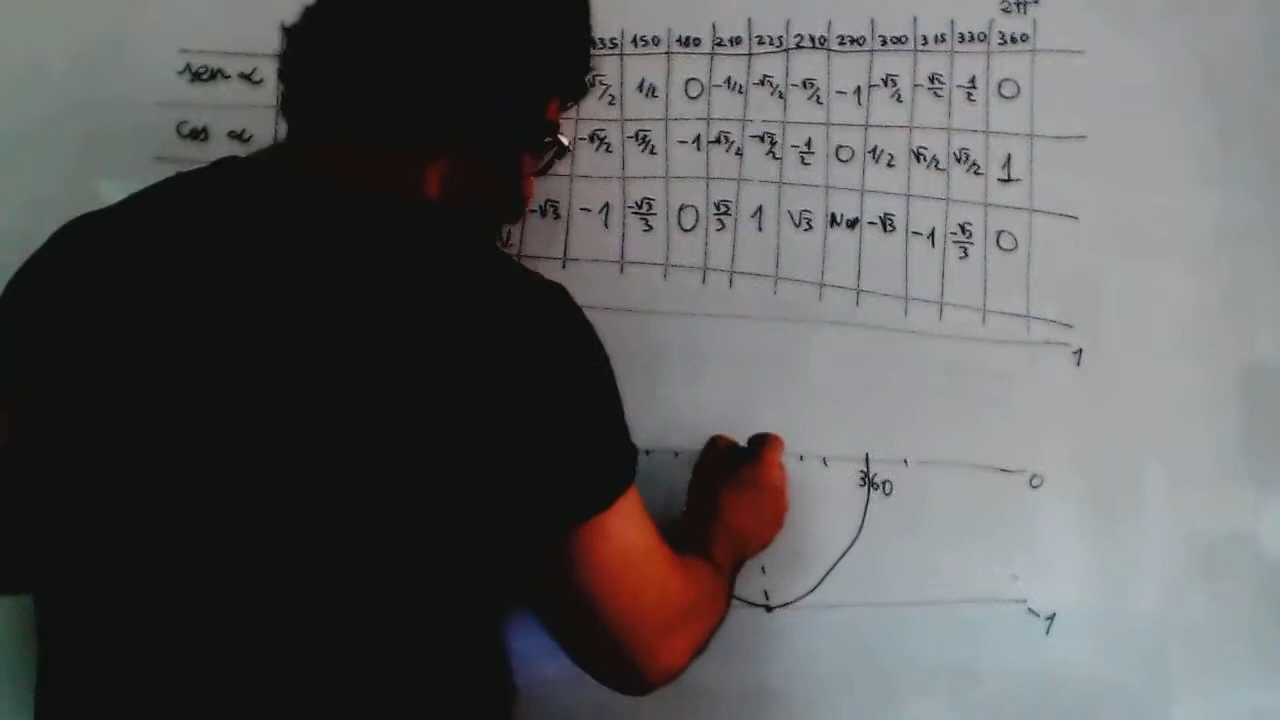 2π
135 150 180 210 225 240 270 300 315 330 360
sen α √2/2 1/2 0 -1/2 -√2/2 -√3/2 -1 -√3/2 -√2/2 -1/2 0
cos α -√2/2 -√3/2 -1 -√3/2 -√2/2 -1/2 0 1/2 √2/2 √3/2 1
-√3 -1 -√3/3 0 √3/3 1 √3 -√3 -1 -√3/3 0
1
0
360
-1